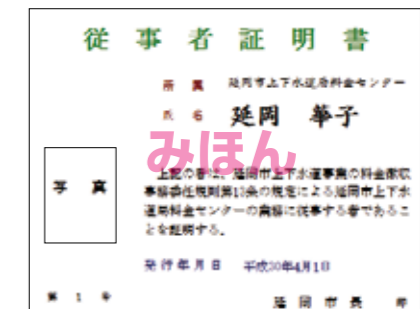 従事者証明書
所属 延岡市上下水道局料金センター
氏名 延岡 華子
みほん
写真
上記の者は、延岡市上下水道事業の料金徴収
事務委任規則第13条の規定による延岡市上下水
道局料金センターの業務に従事する者であるこ
とを証明する。
発行年月日 平成30年4月1日
第 1 号
延岡市長 印